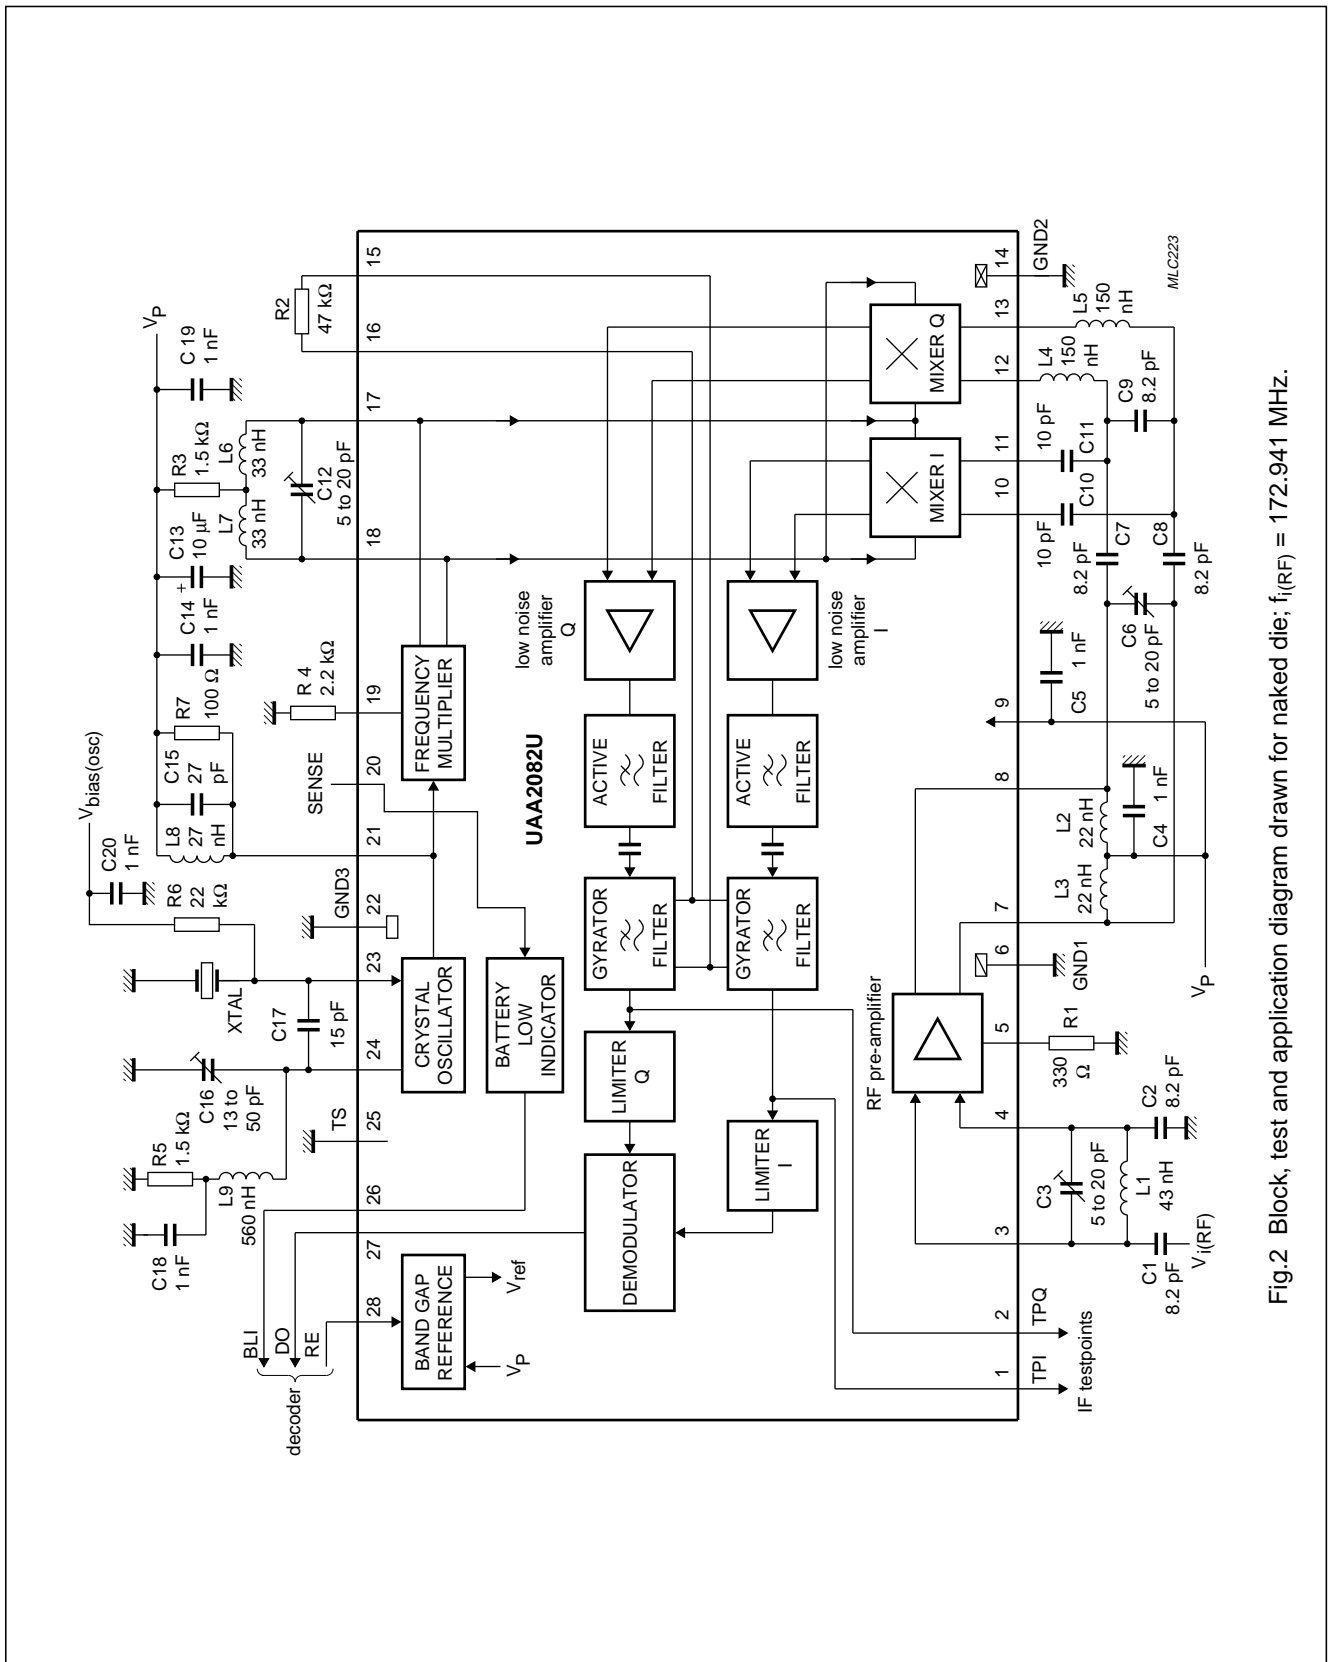 V_P
C 19
1 nF
R3
1.5 kΩ
L6
33 nH
L7
33 nH
C12
5 to 20 pF
C13
10 µF
+
C14
1 nF
R7
100 Ω
C15
27
pF
L8
27
nH
V_bias(osc)
C20
1 nF
R6
22
kΩ
XTAL
C17
15 pF
C16
13 to
50 pF
R5
1.5 kΩ
L9
560 nH
C18
1 nF
R2
47 kΩ
R 4
2.2 kΩ
SENSE
GND3
TS
BLI
DO
RE
decoder
28
27
26
25
24
23
22
21
20
19
18
17
16
15
BAND GAP
REFERENCE
V_P
V_ref
CRYSTAL
OSCILLATOR
BATTERY
LOW
INDICATOR
FREQUENCY
MULTIPLIER
UAA2082U
DEMODULATOR
LIMITER
Q
GYRATOR
FILTER
ACTIVE
FILTER
low noise
amplifier
Q
LIMITER
I
GYRATOR
FILTER
ACTIVE
FILTER
low noise
amplifier
I
MIXER I
MIXER Q
RF pre-amplifier
1
2
3
4
5
6
7
8
9
10
11
12
13
14
TPI
TPQ
IF testpoints
C1
8.2 pF
V_i(RF)
C3
5 to 20 pF
L1
43 nH
C2
8.2 pF
R1
330
Ω
GND1
V_P
L3
22 nH
L2
22 nH
C4
1 nF
C5
1 nF
C6
5 to 20 pF
8.2 pF
C7
C8
8.2 pF
10 pF
C10
10 pF
C11
C9
8.2 pF
L4
150
nH
L5
150
nH
GND2
MLC223
Fig.2 Block, test and application diagram drawn for naked die; f_i(RF) = 172.941 MHz.